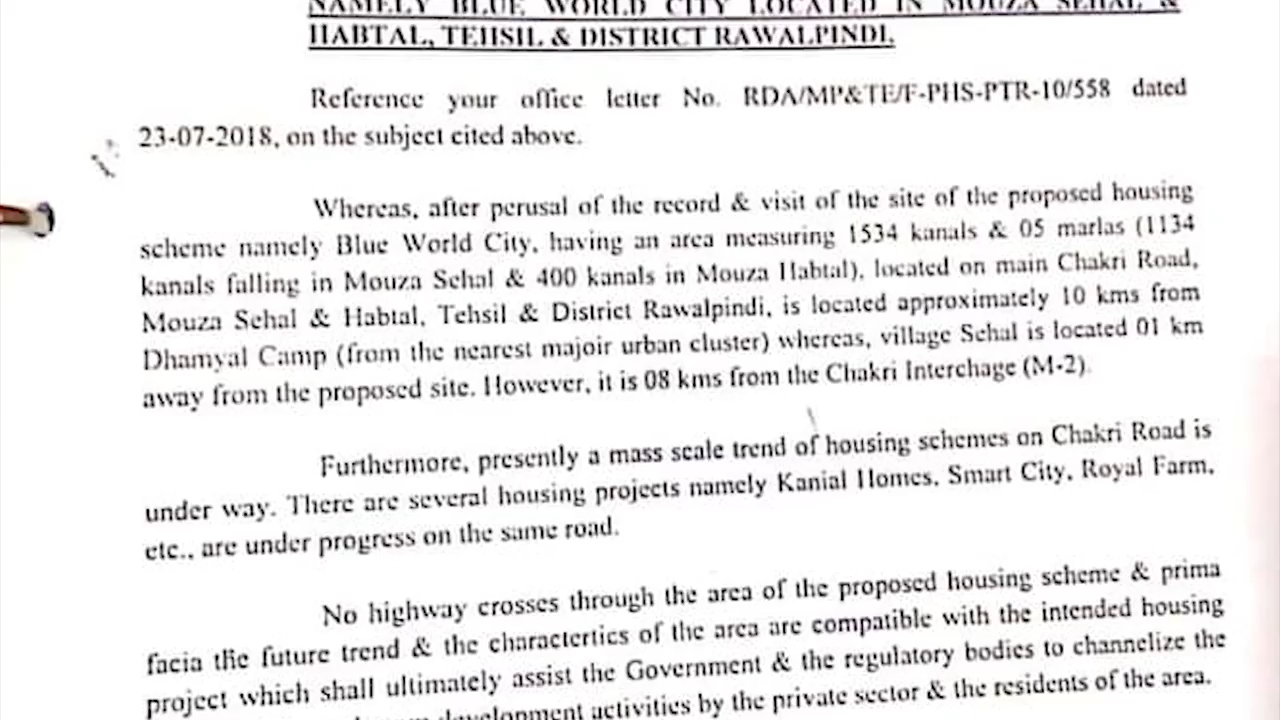 NAMELY BLUE WORLD CITY LOCATED IN MOUZA SEHAL &
HABTAL, TEHSIL & DISTRICT RAWALPINDI.
Reference your office letter No. RDA/MP&TE/F-PHS-PTR-10/558 dated
23-07-2018, on the subject cited above.
Whereas, after perusal of the record & visit of the site of the proposed housing
scheme namely Blue World City, having an area measuring 1534 kanals & 05 marlas (1134
kanals falling in Mouza Sehal & 400 kanals in Mouza Habtal), located on main Chakri Road,
Mouza Sehal & Habtal, Tehsil & District Rawalpindi, is located approximately 10 kms from
Dhamyal Camp (from the nearest majoir urban cluster) whereas, village Sehal is located 01 km
away from the proposed site. However, it is 08 kms from the Chakri Interchage (M-2).
Furthermore, presently a mass scale trend of housing schemes on Chakri Road is
under way. There are several housing projects namely Kanial Homes, Smart City, Royal Farm,
etc., are under progress on the same road.
No highway crosses through the area of the proposed housing scheme & prima
facia the future trend & the charactertics of the area are compatible with the intended housing
project which shall ultimately assist the Government & the regulatory bodies to channelize the
development activities by the private sector & the residents of the area.